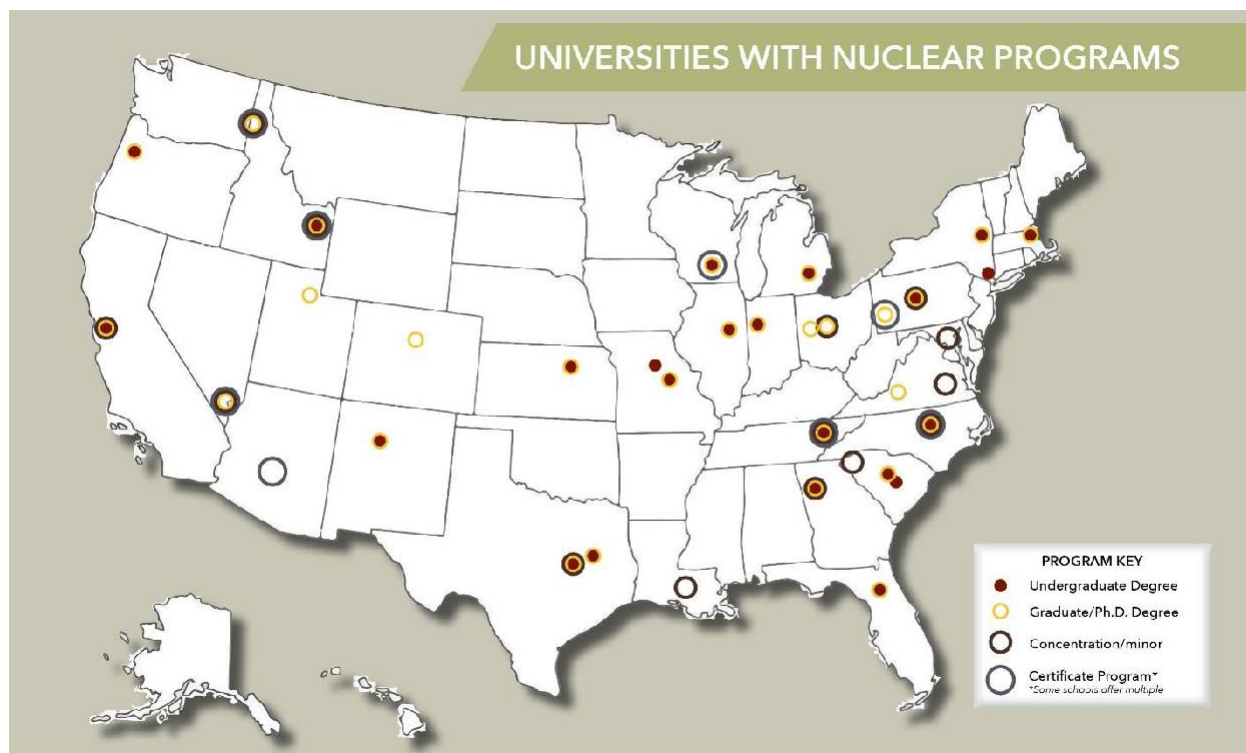 UNIVERSITIES WITH NUCLEAR PROGRAMS
PROGRAM KEY
Undergraduate Degree
Graduate/Ph.D. Degree
Concentration/minor
Certificate Program*
*Some schools offer multiple